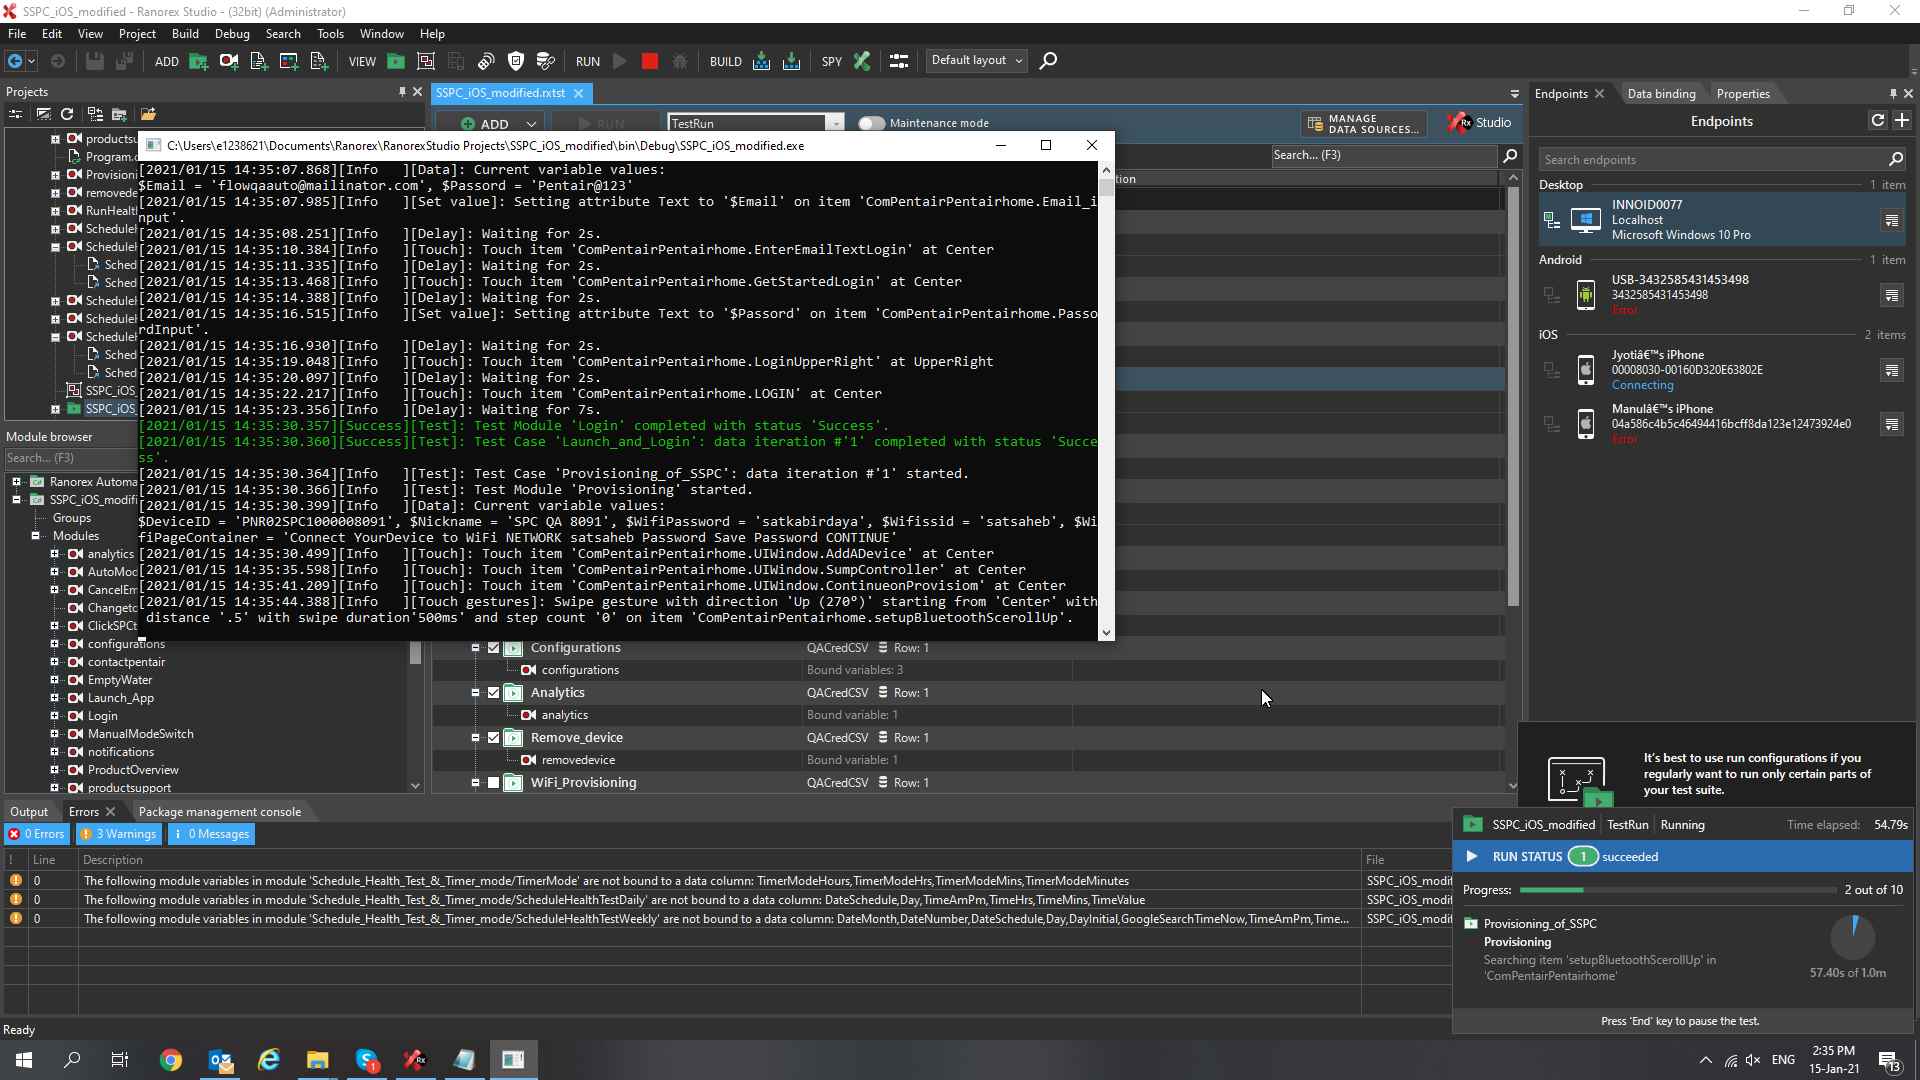 SSPC_iOS_modified - Ranorex Studio - (32bit) (Administrator)
File Edit View Project Build Debug Search Tools Window Help
ADD VIEW RUN BUILD SPY Default layout
Projects
SSPC_iOS_modified.rxtst
Endpoints Data binding Properties
ADD RUN TestRun Maintenance mode MANAGE DATA SOURCES... Rx Studio
Endpoints
Search... (F3)
tion
productsu
Program.c
Provisioni
removede
RunHealt
Schedulel
Schedulel
Sched
Sched
Schedulel
Schedulel
Schedulel
Sched
Sched
SSPC_iOS_
SSPC_iOS_
Module browser
Search... (F3)
Ranorex Automa
SSPC_iOS_modifi
Groups
Modules
analytics
AutoMod
CancelEm
Changetc
ClickSPCt
configurations
contactpentair
EmptyWater
Launch_App
Login
ManualModeSwitch
notifications
ProductOverview
productsupport
C:\Users\e1238621\Documents\Ranorex\RanorexStudio Projects\SSPC_iOS_modified\bin\Debug\SSPC_iOS_modified.exe
[2021/01/15 14:35:07.868][Info   ][Data]: Current variable values:
$Email = 'flowqaauto@mailinator.com', $Passord = 'Pentair@123'
[2021/01/15 14:35:07.985][Info   ][Set value]: Setting attribute Text to '$Email' on item 'ComPentairPentairhome.Email_i
nput'.
[2021/01/15 14:35:08.251][Info   ][Delay]: Waiting for 2s.
[2021/01/15 14:35:10.384][Info   ][Touch]: Touch item 'ComPentairPentairhome.EnterEmailTextLogin' at Center
[2021/01/15 14:35:11.335][Info   ][Delay]: Waiting for 2s.
[2021/01/15 14:35:13.468][Info   ][Touch]: Touch item 'ComPentairPentairhome.GetStartedLogin' at Center
[2021/01/15 14:35:14.388][Info   ][Delay]: Waiting for 2s.
[2021/01/15 14:35:16.515][Info   ][Set value]: Setting attribute Text to '$Passord' on item 'ComPentairPentairhome.Passo
rdInput'.
[2021/01/15 14:35:16.930][Info   ][Delay]: Waiting for 2s.
[2021/01/15 14:35:19.048][Info   ][Touch]: Touch item 'ComPentairPentairhome.LoginUpperRight' at UpperRight
[2021/01/15 14:35:20.097][Info   ][Delay]: Waiting for 2s.
[2021/01/15 14:35:22.217][Info   ][Touch]: Touch item 'ComPentairPentairhome.LOGIN' at Center
[2021/01/15 14:35:23.356][Info   ][Delay]: Waiting for 7s.
[2021/01/15 14:35:30.357][Success][Test]: Test Module 'Login' completed with status 'Success'.
[2021/01/15 14:35:30.360][Success][Test]: Test Case 'Launch_and_Login': data iteration #'1' completed with status 'Succe
ss'.
[2021/01/15 14:35:30.364][Info   ][Test]: Test Case 'Provisioning_of_SSPC': data iteration #'1' started.
[2021/01/15 14:35:30.366][Info   ][Test]: Test Module 'Provisioning' started.
[2021/01/15 14:35:30.399][Info   ][Data]: Current variable values:
$DeviceID = 'PNR02SPC1000008091', $Nickname = 'SPC QA 8091', $WifiPassword = 'satkabirdaya', $Wifissid = 'satsaheb', $Wi
fiPageContainer = 'Connect YourDevice to WiFi NETWORK satsaheb Password Save Password CONTINUE'
[2021/01/15 14:35:30.499][Info   ][Touch]: Touch item 'ComPentairPentairhome.UIWindow.AddADevice' at Center
[2021/01/15 14:35:35.598][Info   ][Touch]: Touch item 'ComPentairPentairhome.UIWindow.SumpController' at Center
[2021/01/15 14:35:41.209][Info   ][Touch]: Touch item 'ComPentairPentairhome.UIWindow.ContinueonProvisiom' at Center
[2021/01/15 14:35:44.388][Info   ][Touch gestures]: Swipe gesture with direction 'Up (270°)' starting from 'Center' with
distance '.5' with swipe duration'500ms' and step count '0' on item 'ComPentairPentairhome.setupBluetoothScerollUp'.
Configurations QACredCSV Row: 1
configurations Bound variables: 3
Analytics QACredCSV Row: 1
analytics Bound variable: 1
Remove_device QACredCSV Row: 1
removedevice Bound variable: 1
WiFi_Provisioning QACredCSV Row: 1
Search endpoints
Desktop 1 item
INNOID0077
Localhost
Microsoft Windows 10 Pro
Android 1 item
USB-3432585431453498
3432585431453498
Error
iOS 2 items
Jyotiâ€™s iPhone
00008030-00160D320E63802E
Connecting
Manulâ€™s iPhone
04a586c4b5c46494416bcff8da123e12473924e0
Error
It's best to use run configurations if you
regularly want to run only certain parts of
your test suite.
SSPC_iOS_modified TestRun Running Time elapsed: 54.79s
RUN STATUS 1 succeeded
Progress: 2 out of 10
Provisioning_of_SSPC
Provisioning
Searching item 'setupBluetoothScerollUp' in
'ComPentairPentairhome'
57.40s of 1.0m
Press 'End' key to pause the test.
Output Errors Package management console
0 Errors 3 Warnings 0 Messages
! Line Description File
0 The following module variables in module 'Schedule_Health_Test_&_Timer_mode/TimerMode' are not bound to a data column: TimerModeHours,TimerModeHrs,TimerModeMins,TimerModeMinutes SSPC_iOS_modif
0 The following module variables in module 'Schedule_Health_Test_&_Timer_mode/ScheduleHealthTestDaily' are not bound to a data column: DateSchedule,Day,TimeAmPm,TimeHrs,TimeMins,TimeValue SSPC_iOS_modif
0 The following module variables in module 'Schedule_Health_Test_&_Timer_mode/ScheduleHealthTestWeekly' are not bound to a data column: DateMonth,DateNumber,DateSchedule,Day,DayInitial,GoogleSearchTimeNow,TimeAmPm,Time... SSPC_iOS_modif
Ready
ENG
2:35 PM
15-Jan-21
13